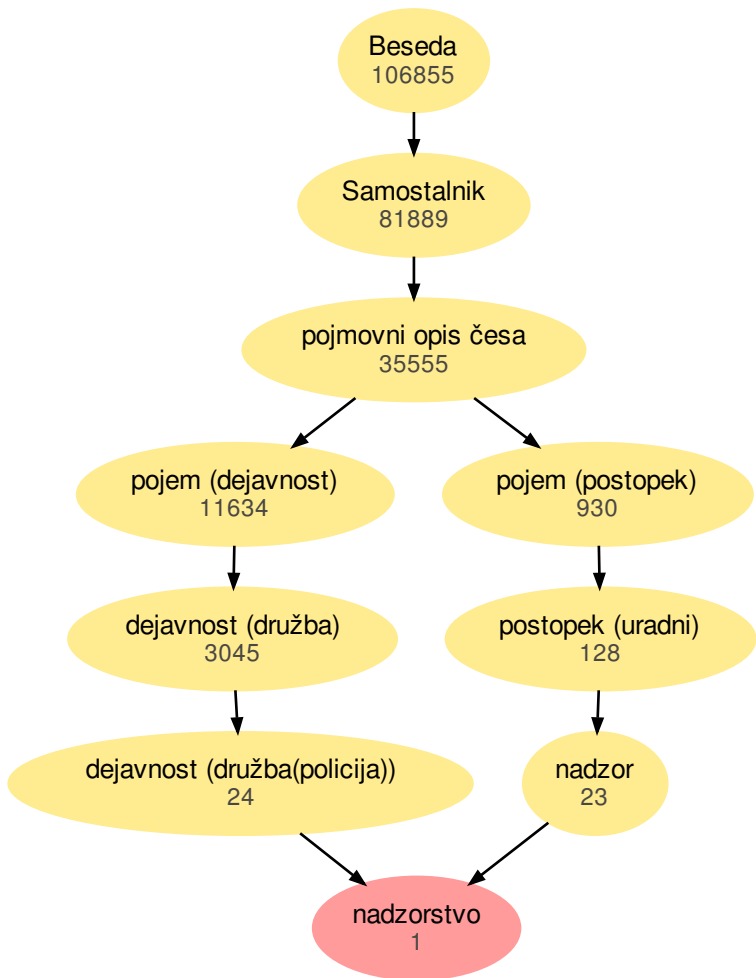 Beseda
106855
Samostalnik
81889
pojmovni opis česa
35555
pojem (dejavnost)
11634
pojem (postopek)
930
dejavnost (družba)
3045
postopek (uradni)
128
dejavnost (družba(policija))
24
nadzor
23
nadzorstvo
1